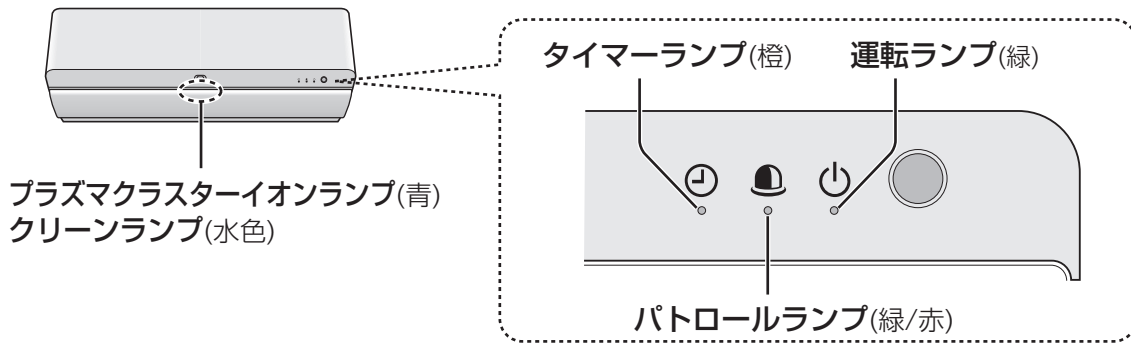 タイマーランプ(橙)
運転ランプ(緑)
プラズマクラスターイオンランプ(青)
クリーンランプ(水色)
パトロールランプ(緑/赤)